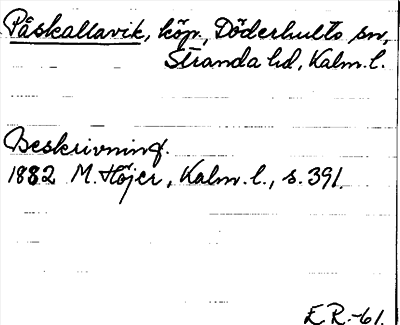 Påskallavik, köp., Döderhults sn,
Stranda hd, Kalm. l.
Beskrivning.
1882 M. Höjer, Kalm. l., s. 391.
E R.-61.